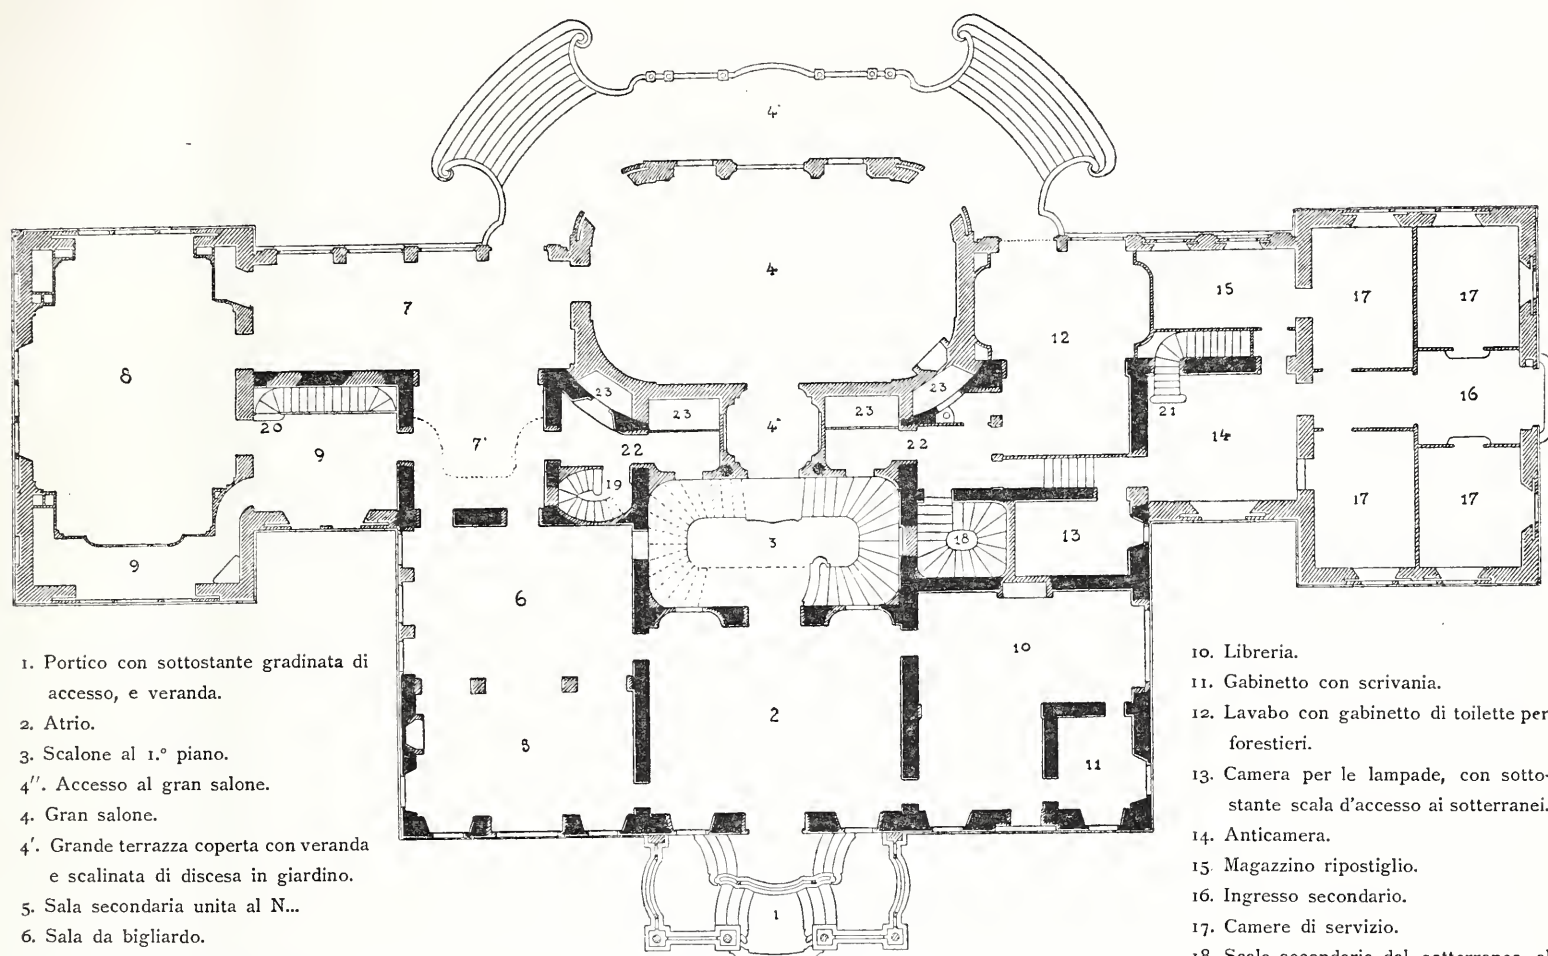 4'
4
7
8
12
15
17
17
16
23
23
23
23
4"
20
9
7'
22
22
21
14
19
3
18
13
17
17
9
6
10
2
5
11
1
1. Portico con sottostante gradinata di
accesso, e veranda.
2. Atrio.
3. Scalone al 1.° piano.
4″. Accesso al gran salone.
4. Gran salone.
4′. Grande terrazza coperta con veranda
e scalinata di discesa in giardino.
5. Sala secondaria unita al N...
6. Sala da bigliardo.
10. Libreria.
11. Gabinetto con scrivania.
12. Lavabo con gabinetto di toilette per
forestieri.
13. Camera per le lampade, con sotto-
stante scala d'accesso ai sotterranei.
14. Anticamera.
15. Magazzino ripostiglio.
16. Ingresso secondario.
17. Camere di servizio.
18. Scala secondaria dal sotterraneo al